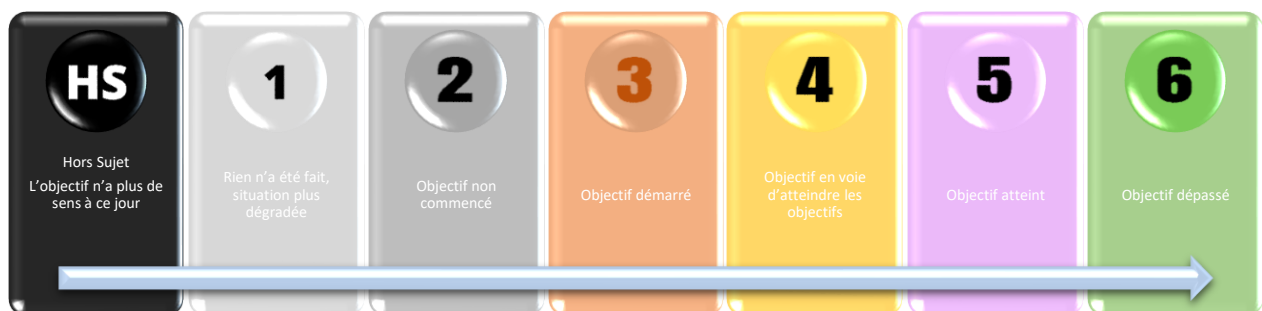 HS
Hors Sujet
L'objectif n'a plus de
sens à ce jour
1
Rien n'a été fait,
situation plus
dégradée
2
Objectif non
commencé
3
Objectif démarré
4
Objectif en voie
d'atteindre les
objectifs
5
Objectif atteint
6
Objectif dépassé